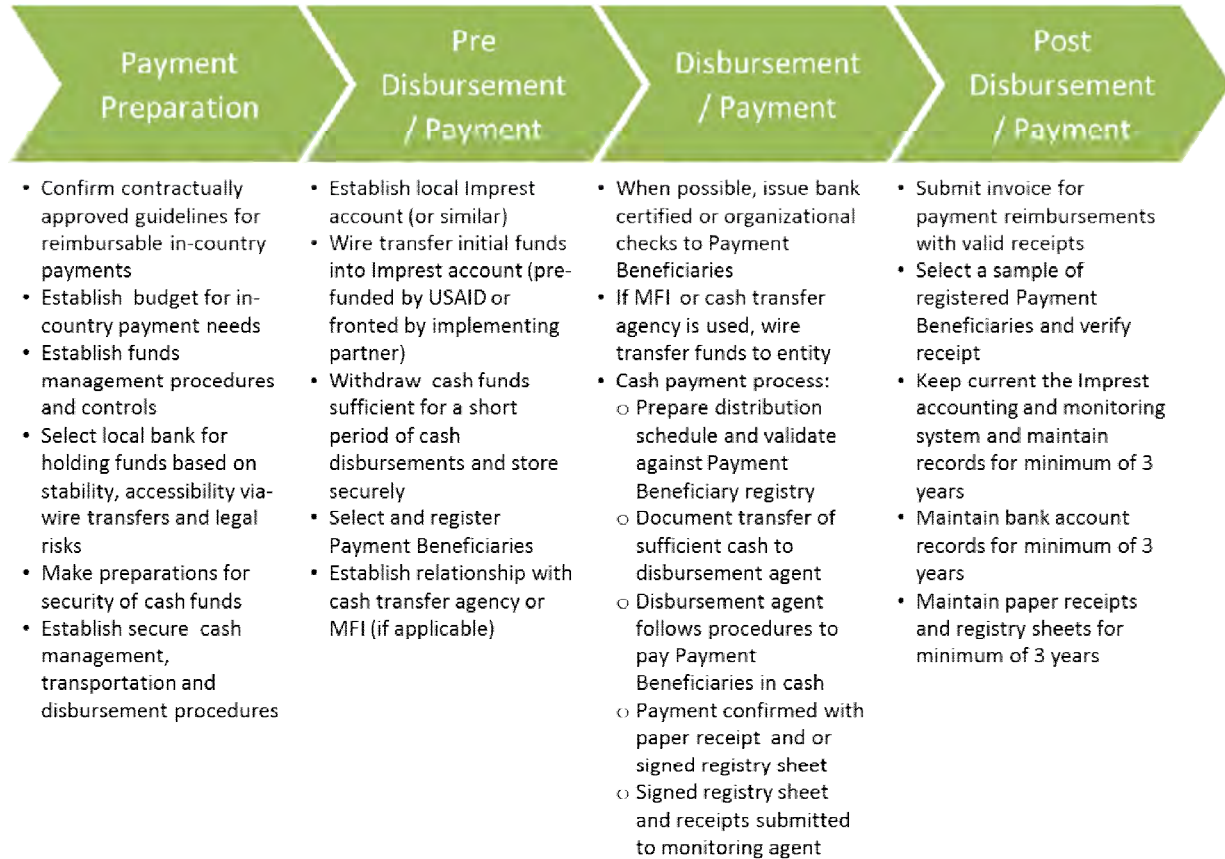 Payment
Preparation
Pre
Disbursement
/ Payment
Disbursement
/ Payment
Post
Disbursement
/ Payment
• Confirm contractually
approved guidelines for
reimbursable in-country
payments
• Establish budget for in-
country payment needs
• Establish funds
management procedures
and controls
• Select local bank for
holding funds based on
stability, accessibility via-
wire transfers and legal
risks
• Make preparations for
security of cash funds
• Establish secure cash
management,
transportation and
disbursement procedures
• Establish local Imprest
account (or similar)
• Wire transfer initial funds
into Imprest account (pre-
funded by USAID or
fronted by implementing
partner)
• Withdraw cash funds
sufficient for a short
period of cash
disbursements and store
securely
• Select and register
Payment Beneficiaries
• Establish relationship with
cash transfer agency or
MFI (if applicable)
• When possible, issue bank
certified or organizational
checks to Payment
Beneficiaries
• If MFI or cash transfer
agency is used, wire
transfer funds to entity
• Cash payment process:
o Prepare distribution
schedule and validate
against Payment
Beneficiary registry
o Document transfer of
sufficient cash to
disbursement agent
o Disbursement agent
follows procedures to
pay Payment
Beneficiaries in cash
o Payment confirmed with
paper receipt and or
signed registry sheet
o Signed registry sheet
and receipts submitted
to monitoring agent
• Submit invoice for
payment reimbursements
with valid receipts
• Select a sample of
registered Payment
Beneficiaries and verify
receipt
• Keep current the Imprest
accounting and monitoring
system and maintain
records for minimum of 3
years
• Maintain bank account
records for minimum of 3
years
• Maintain paper receipts
and registry sheets for
minimum of 3 years